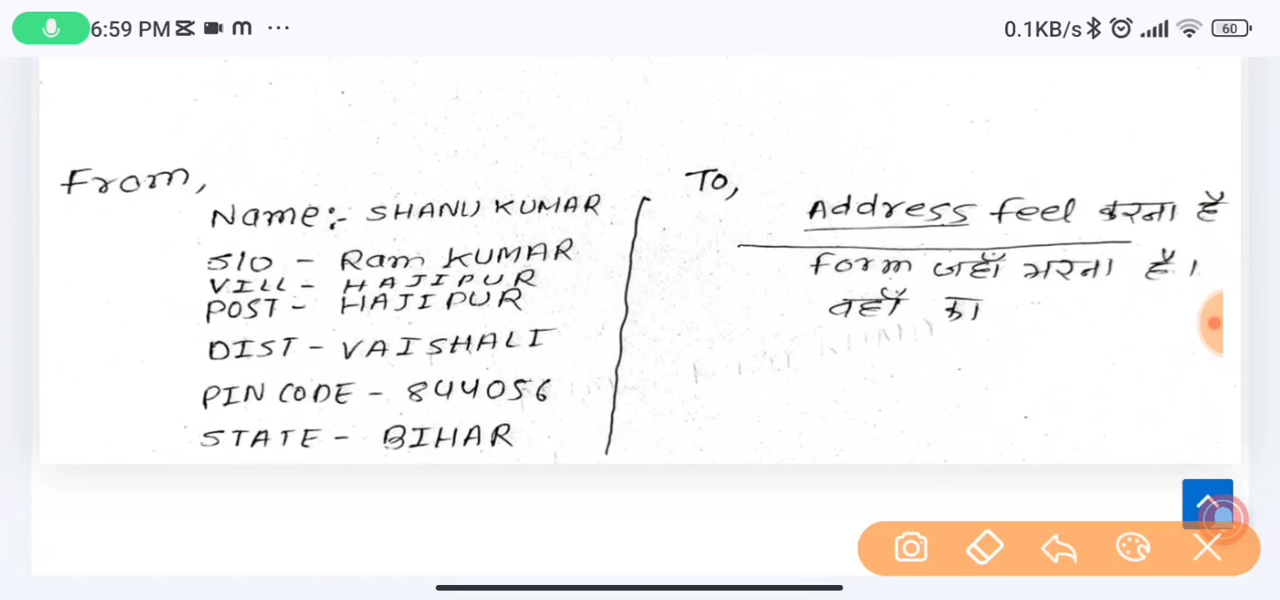 6:59 PM
0.1KB/s
60
From,
Name:- SHANU KUMAR
S/O - Ram KUMAR
VILL - HAJIPUR
POST - HAJIPUR
DIST - VAISHALI
PIN CODE - 844056
STATE - BIHAR
To,
Address feel करना है
form जहाँ भरना है।
वहाँ का